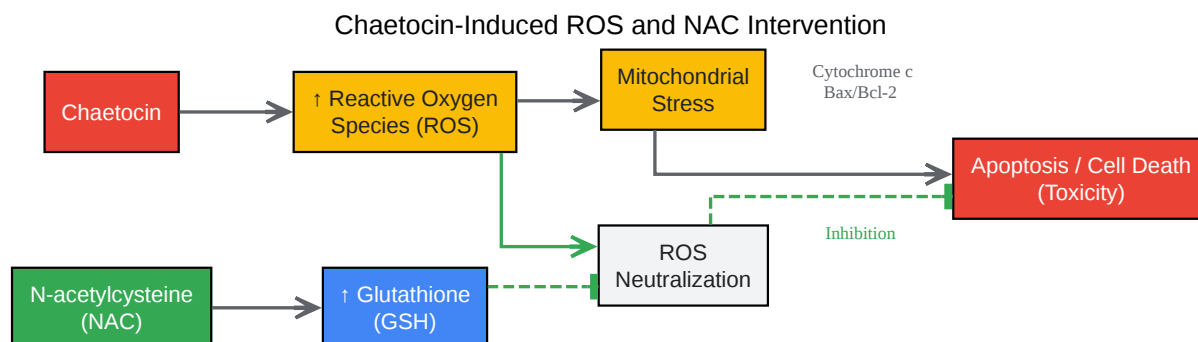 Chaetocin-Induced ROS and NAC Intervention
Chaetocin
↑ Reactive Oxygen
Species (ROS)
Mitochondrial
Stress
Cytochrome c
Bax/Bcl-2
Apoptosis / Cell Death
(Toxicity)
Inhibition
ROS
Neutralization
N-acetylcysteine
(NAC)
↑ Glutathione
(GSH)